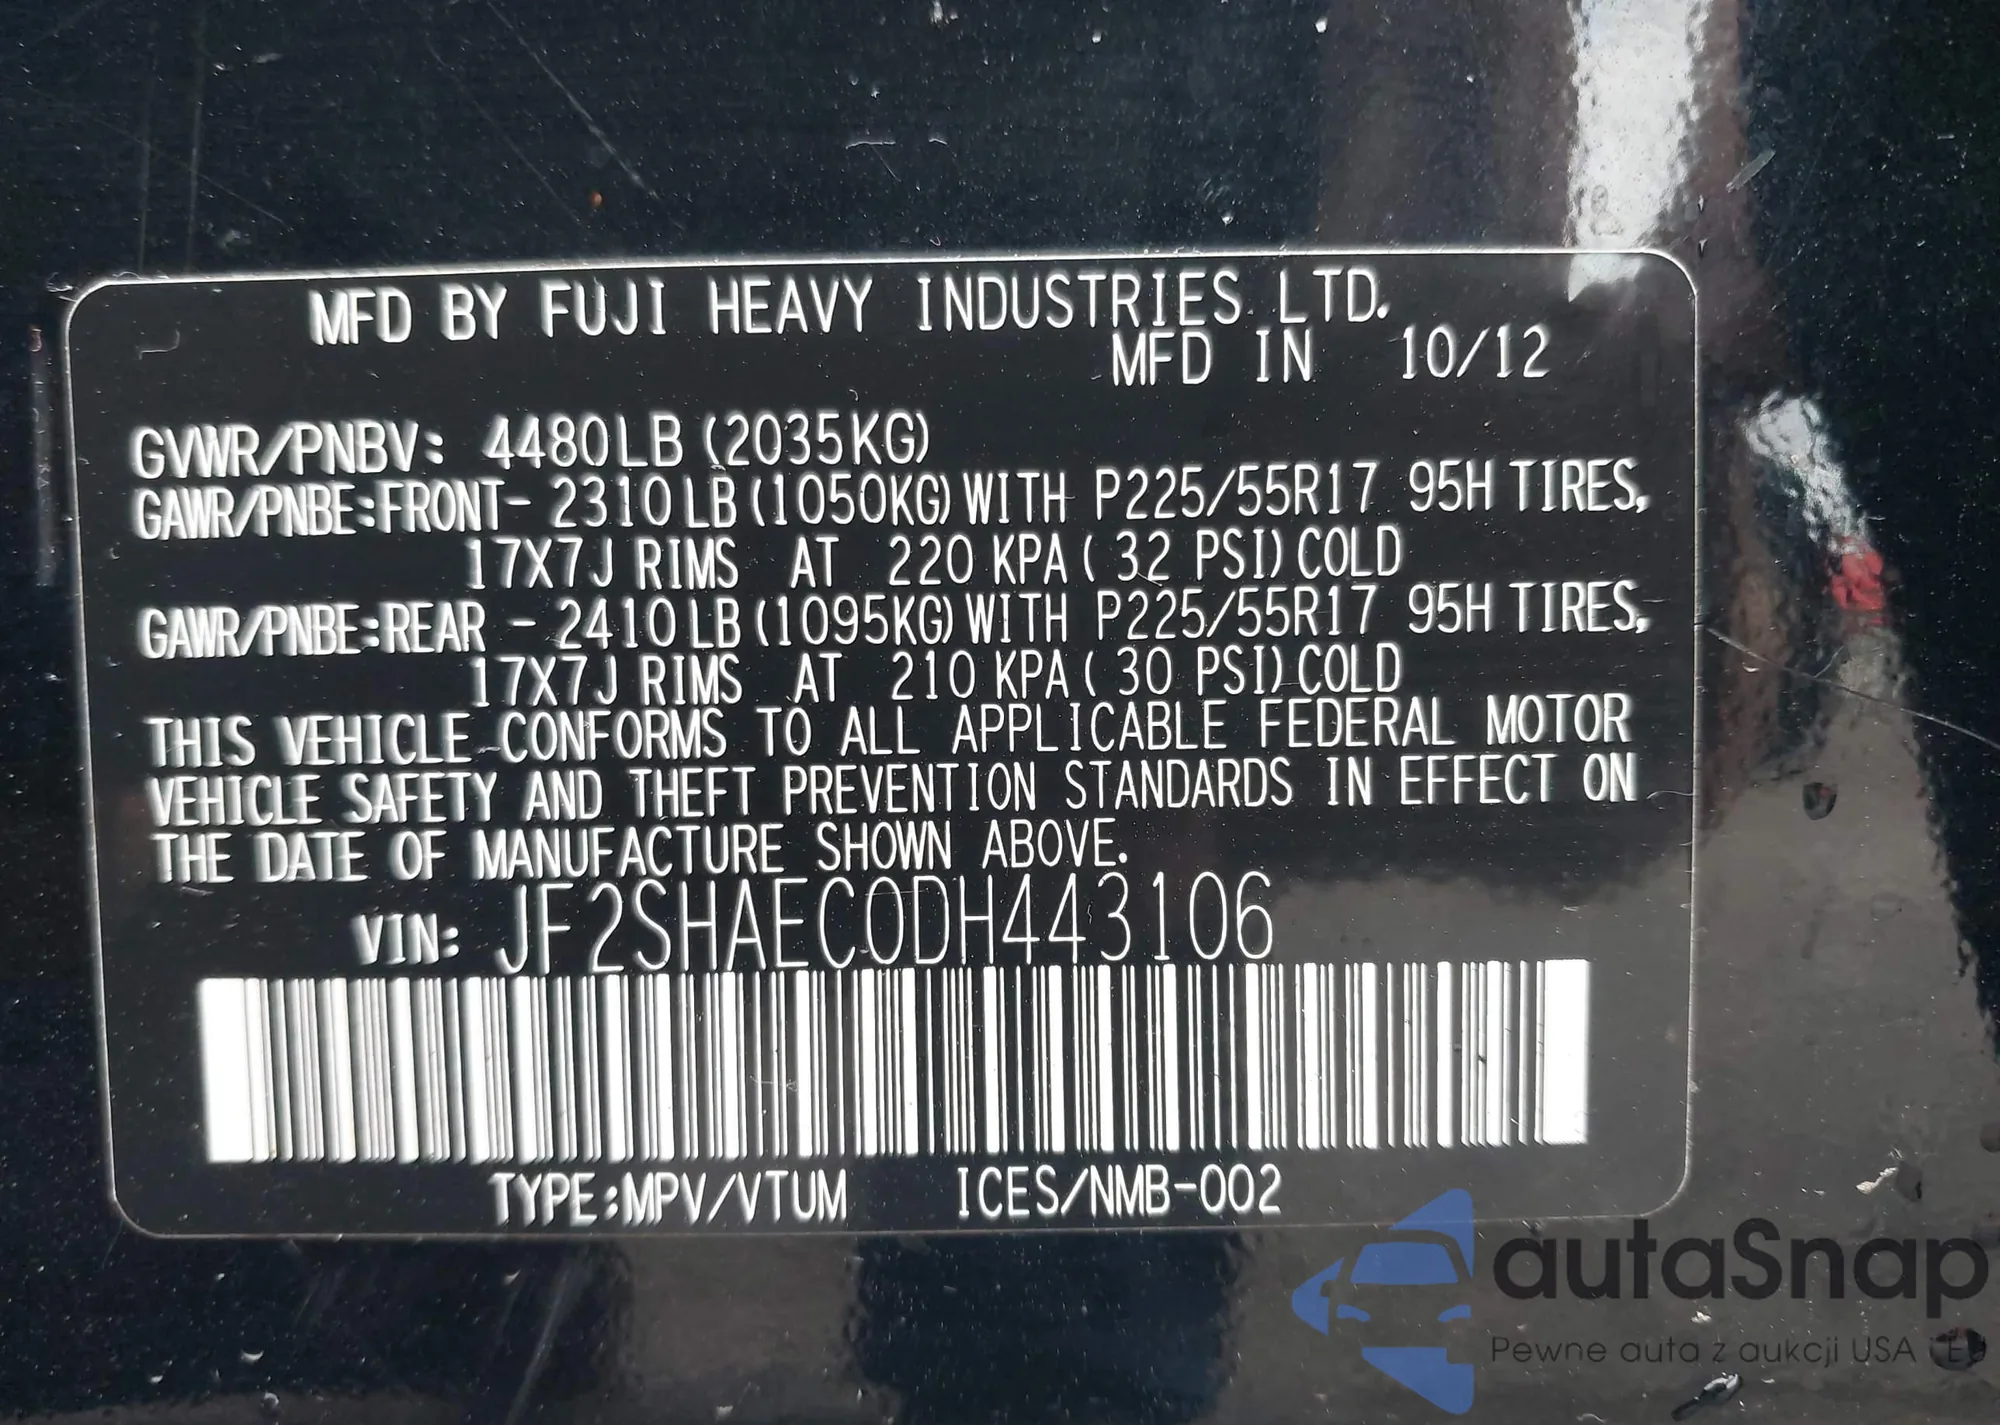 MFD BY FUJI HEAVY INDUSTRIES LTD.
MFD IN 10/12
GVWR/PNBV: 4480LB (2035KG)
GAWR/PNBE:FRONT- 2310LB (1050KG) WITH P225/55R17 95H TIRES,
17X7J RIMS AT 220 KPA ( 32 PSI) COLD
GAWR/PNBE:REAR - 2410LB (1095KG) WITH P225/55R17 95H TIRES,
17X7J RIMS AT 210 KPA ( 30 PSI) COLD
THIS VEHICLE CONFORMS TO ALL APPLICABLE FEDERAL MOTOR
VEHICLE SAFETY AND THEFT PREVENTION STANDARDS IN EFFECT ON
THE DATE OF MANUFACTURE SHOWN ABOVE.
VIN: JF2SHAEC0DH443106
TYPE:MPV/VTUM ICES/NMB-002
autaSnap
Pewne auta z aukcji USA i EU